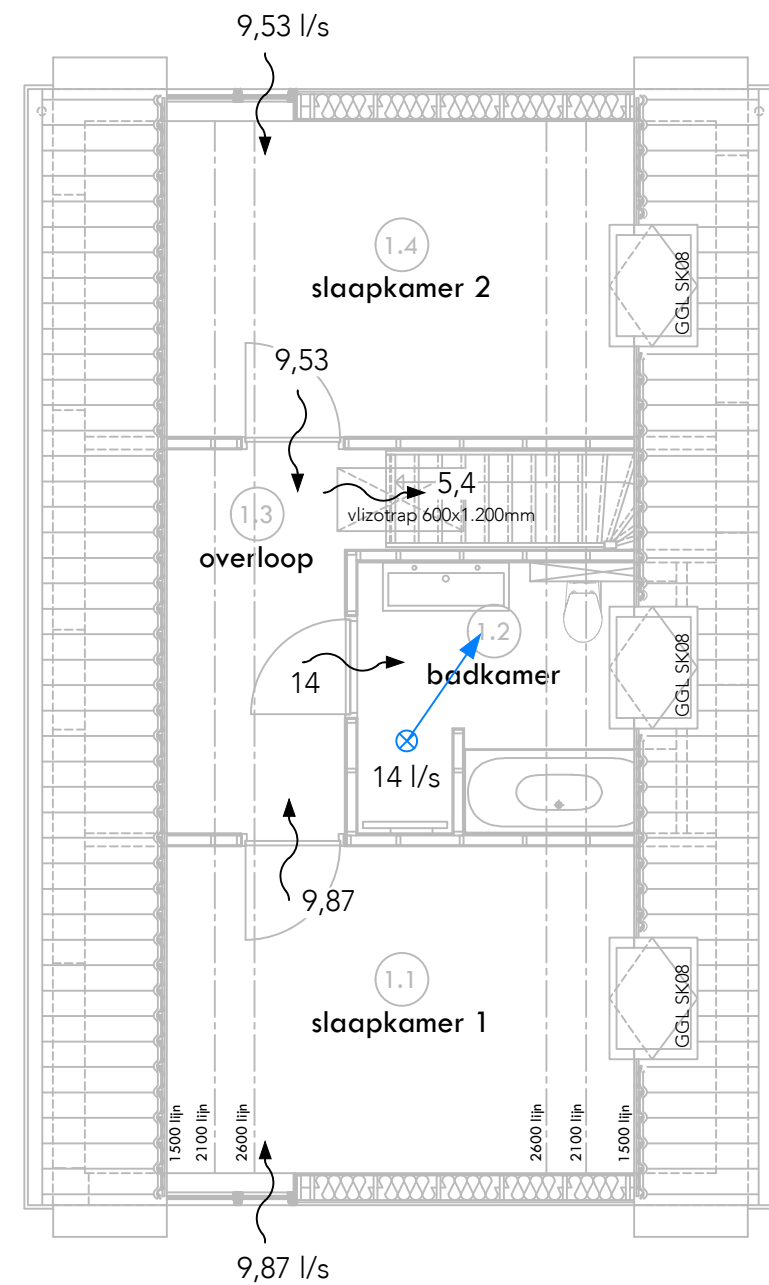 9,53 l/s
1.4
slaapkamer 2
GGL SK08
9,53
5,4
vlizotrap 600x1.200mm
1.3
overloop
1.2
badkamer
GGL SK08
14
14 l/s
9,87
1.1
slaapkamer 1
GGL SK08
1500 lijn
2100 lijn
2600 lijn
2600 lijn
2100 lijn
1500 lijn
9,87 l/s